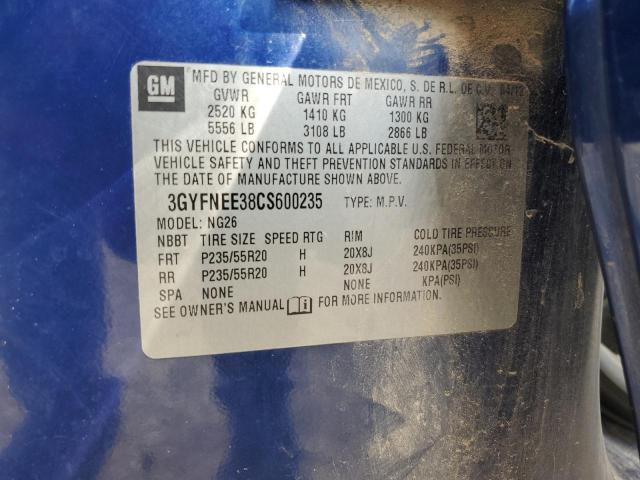 GM MFD BY GENERAL MOTORS DE MEXICO, S. DE R.L. DE C.V. 04/12
GVWR GAWR FRT GAWR RR
2520 KG 1410 KG 1300 KG
5556 LB 3108 LB 2866 LB
THIS VEHICLE CONFORMS TO ALL APPLICABLE U.S. FEDERAL MOTOR
VEHICLE SAFETY AND THEFT PREVENTION STANDARDS IN EFFECT ON THE
DATE OF MANUFACTURE SHOWN ABOVE.
3GYFNEE38CS600235 TYPE: M.P.V.
MODEL: NG26
NBBT TIRE SIZE SPEED RTG RIM COLD TIRE PRESSURE
FRT P235/55R20 H 20X8J 240KPA(35PSI)
RR P235/55R20 H 20X8J 240KPA(35PSI)
SPA NONE NONE KPA(PSI)
SEE OWNER'S MANUAL FOR MORE INFORMATION.